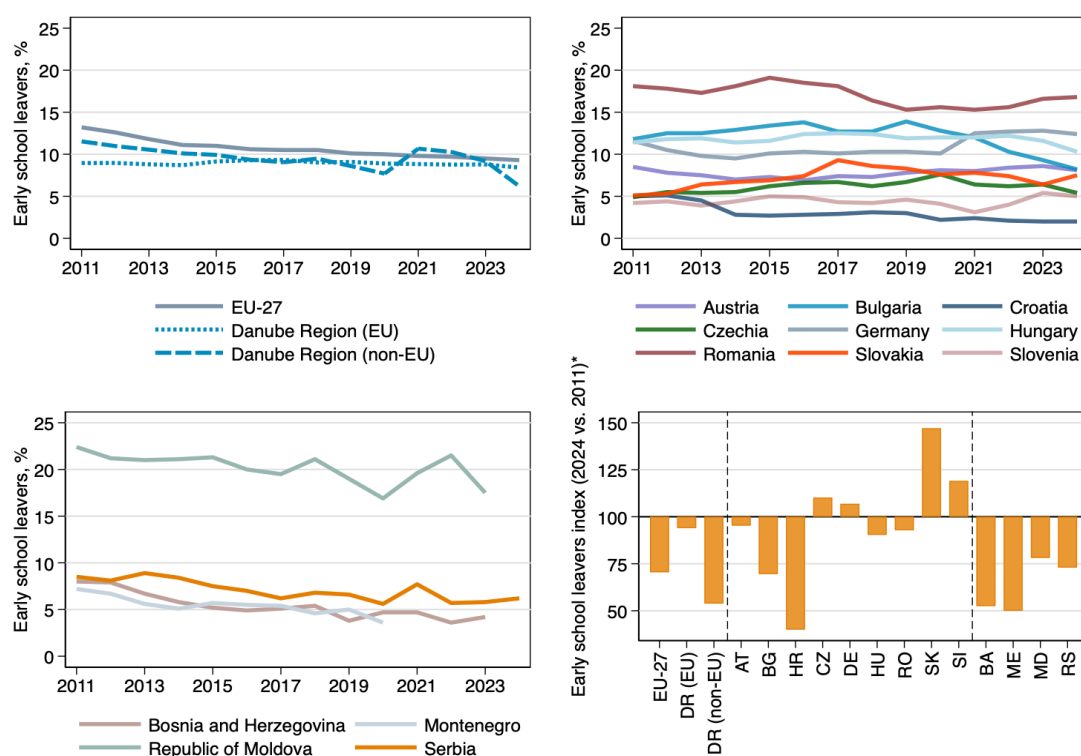 Early school leavers, %
25
20
15
10
5
0
2011 2013 2015 2017 2019 2021 2023
EU-27
Danube Region (EU)
Danube Region (non-EU)
Early school leavers, %
25
20
15
10
5
0
2011 2013 2015 2017 2019 2021 2023
Austria Bulgaria Croatia
Czechia Germany Hungary
Romania Slovakia Slovenia
Early school leavers, %
25
20
15
10
5
0
2011 2013 2015 2017 2019 2021 2023
Bosnia and Herzegovina Montenegro
Republic of Moldova Serbia
Early school leavers index (2024 vs. 2011)*
150
125
100
75
50
EU-27
DR (EU)
DR (non-EU)
AT
BG
HR
CZ
DE
HU
RO
SK
SI
BA
ME
MD
RS